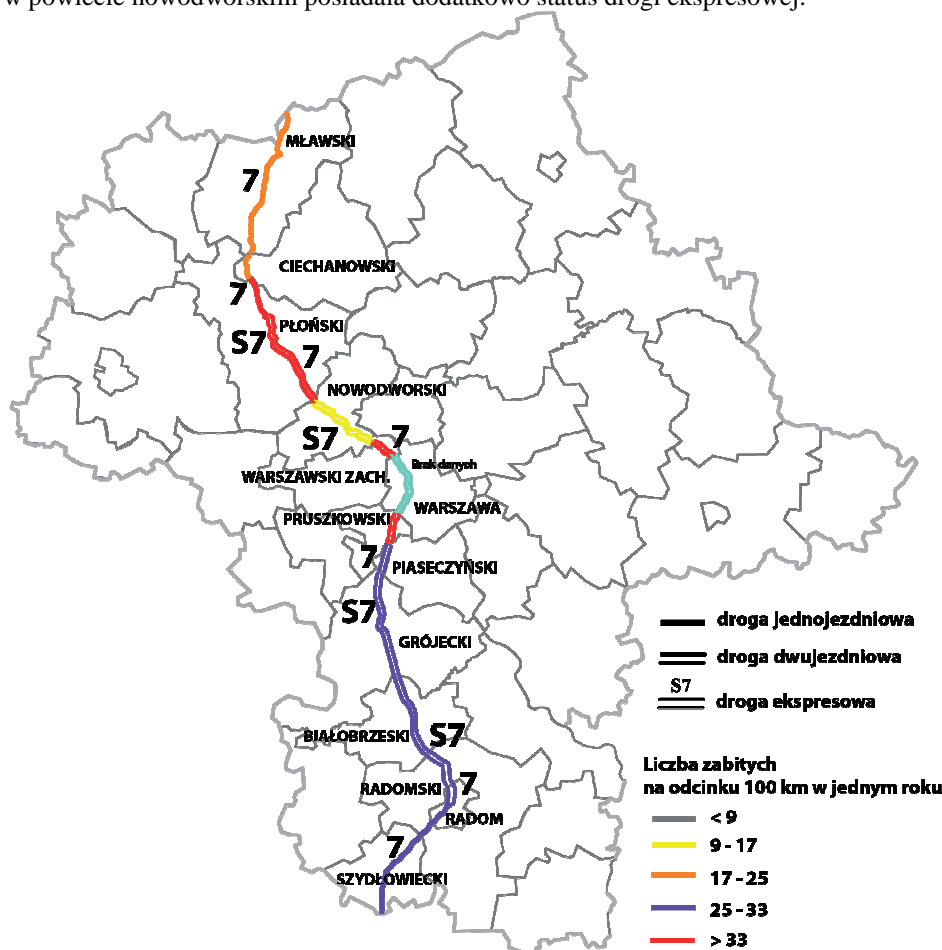 w powiecie nowodworskim posiadała dodatkowo status drogi ekspresowej.
MŁAWSKI
7
CIECHANOWSKI
7
PŁOŃSKI
S7
7
NOWODWORSKI
S7
7
Brak danych
WARSZAWSKI ZACH.
WARSZAWA
PRUSZKOWSKI
7
PIASECZYŃSKI
S7
GRÓJECKI
BIAŁOBRZESKI
S7
RADOMSKI
7
RADOM
7
SZYDŁOWIECKI
droga jednojezdniowa
droga dwujezdniowa
S7
droga ekspresowa
Liczba zabitych
na odcinku 100 km w jednym roku
< 9
9 - 17
17 - 25
25 - 33
> 33